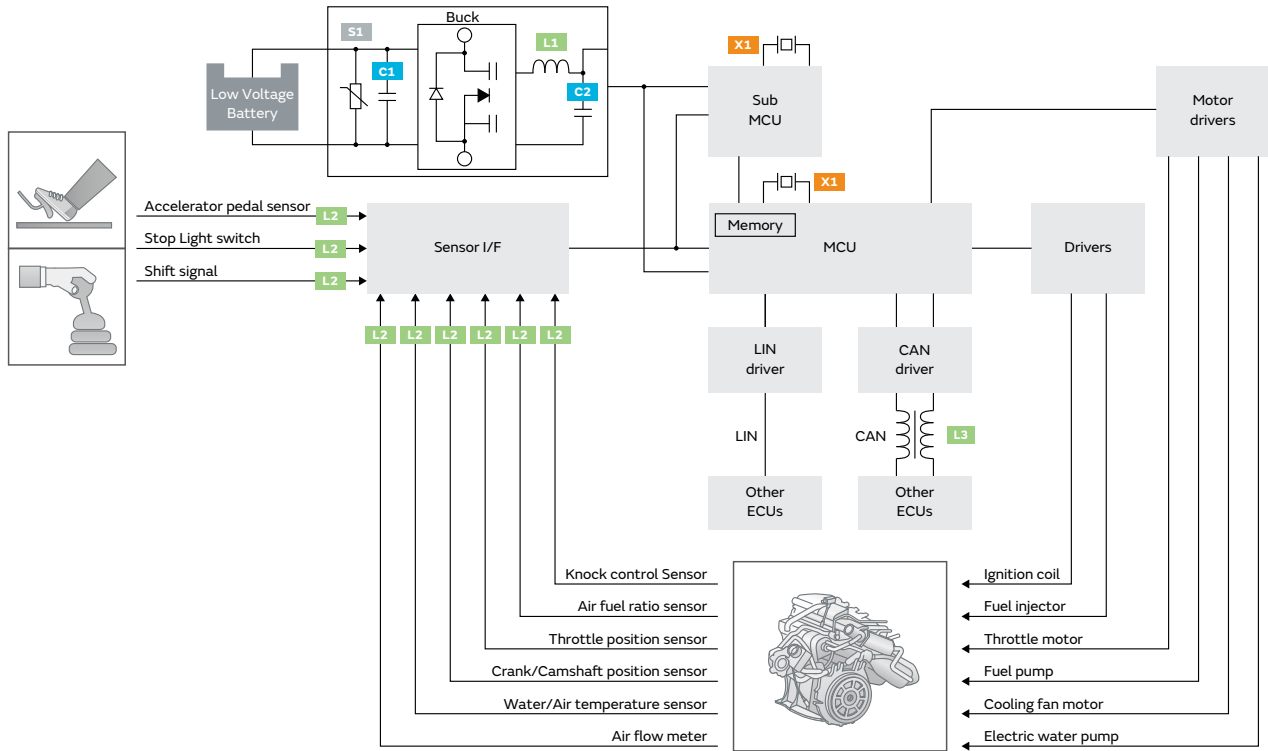 Buck
S1
L1
X1
C1
Low Voltage
Battery
C2
Sub
MCU
Motor
drivers
X1
Accelerator pedal sensor
L2
Stop Light switch
L2
Shift signal
L2
Sensor I/F
Memory
MCU
Drivers
L2
L2
L2
L2
L2
L2
LIN
driver
CAN
driver
LIN
CAN
L3
Other
ECUs
Other
ECUs
Knock control Sensor
Air fuel ratio sensor
Throttle position sensor
Crank/Camshaft position sensor
Water/Air temperature sensor
Air flow meter
Ignition coil
Fuel injector
Throttle motor
Fuel pump
Cooling fan motor
Electric water pump